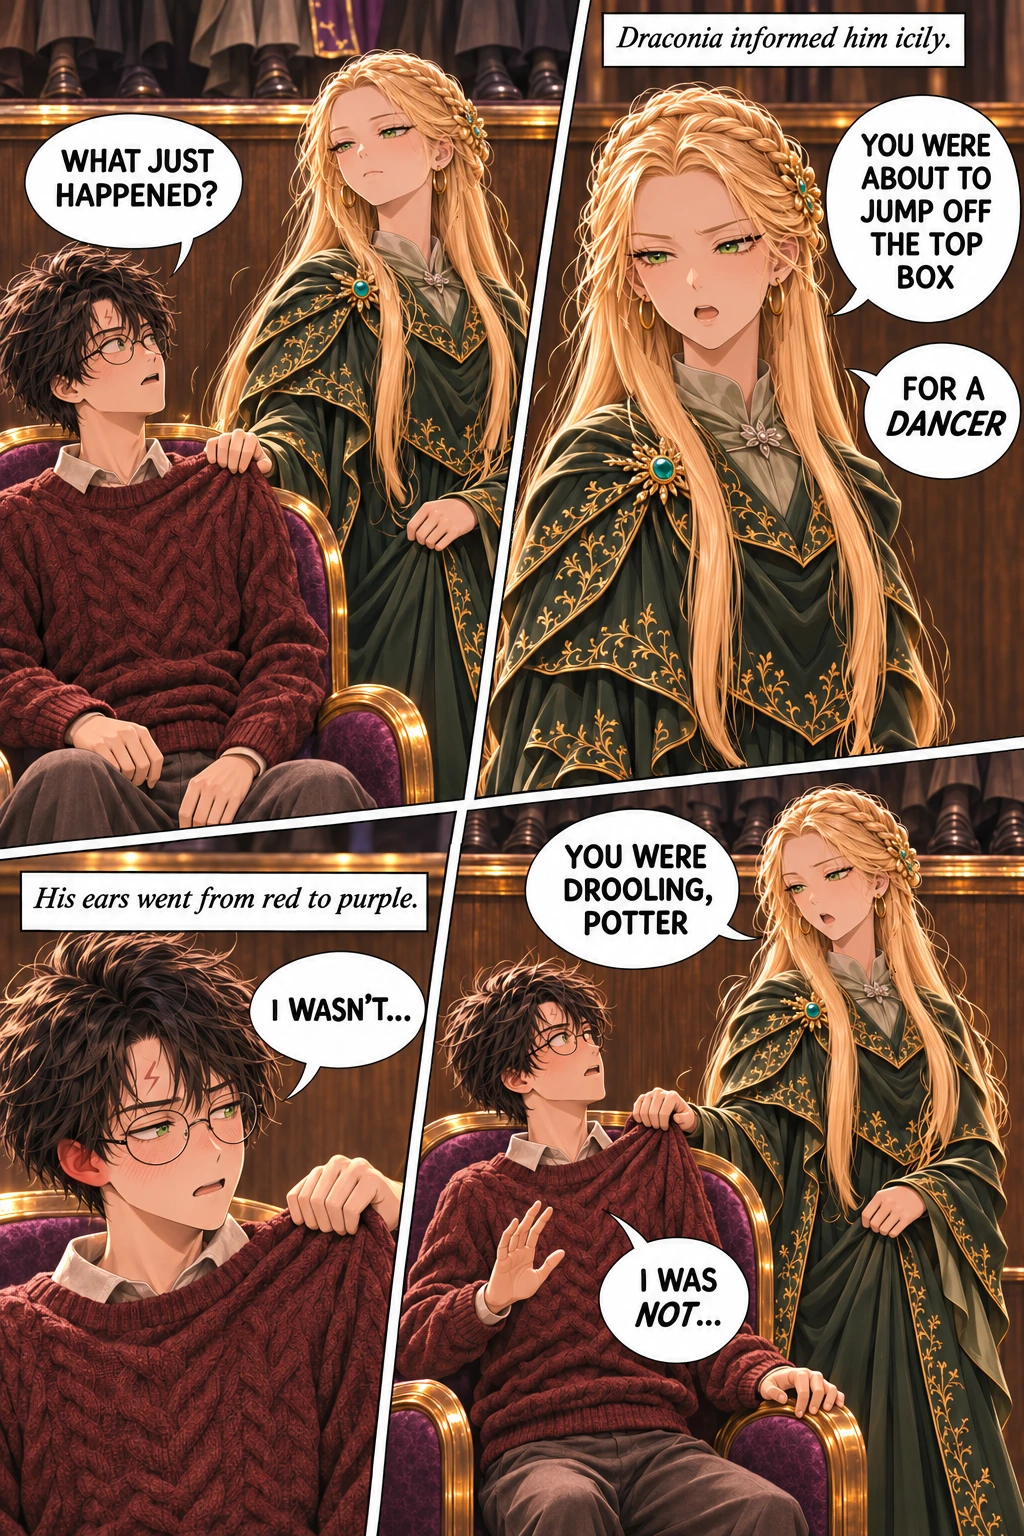 WHAT JUST
HAPPENED?
Draconia informed him icily.
YOU WERE
ABOUT TO
JUMP OFF
THE TOP
BOX
FOR A
DANCER
His ears went from red to purple.
I WASN'T...
YOU WERE
DROOLING,
POTTER
I WAS
NOT...